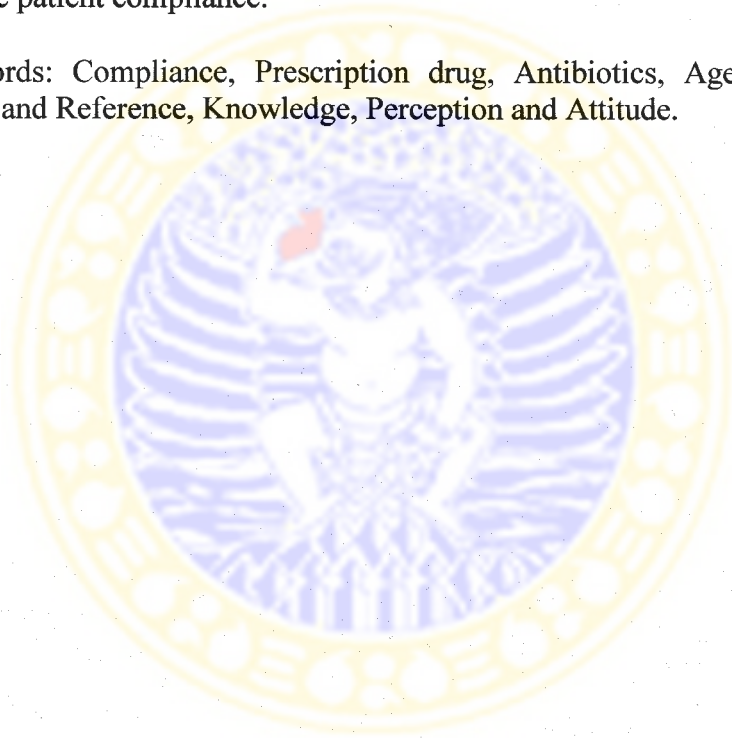 patient compliance.
ords: Compliance, Prescription drug, Antibiotics, Age
and Reference, Knowledge, Perception and Attitude.